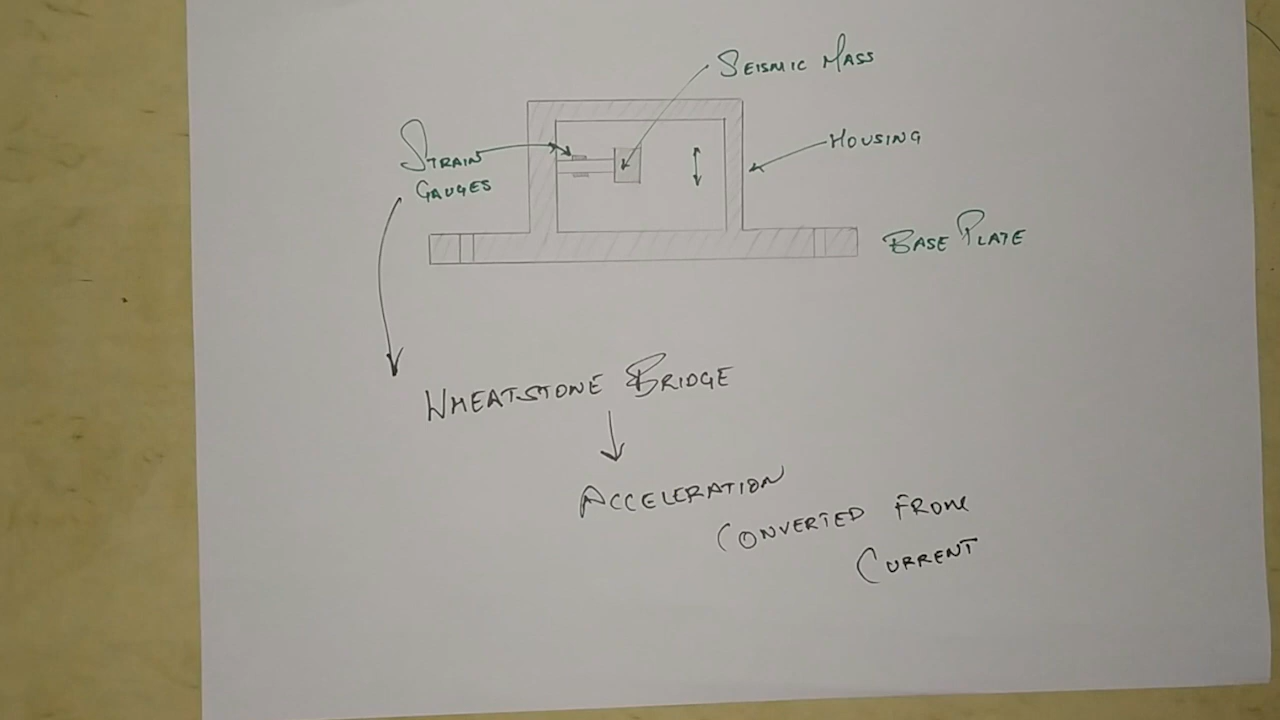 SEISMIC MASS
STRAIN
GAUGES
HOUSING
BASE PLATE
WHEATSTONE BRIDGE
ACCELERATION
CONVERTED FROM
CURRENT